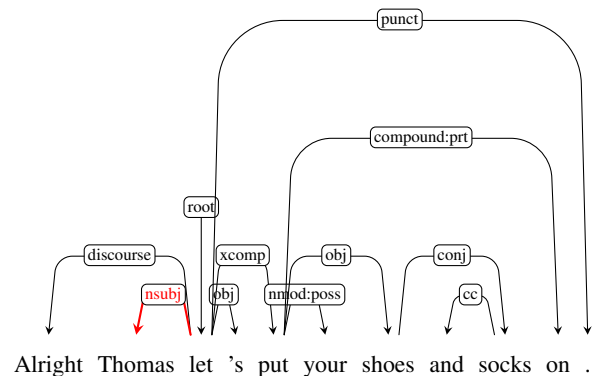 punct
compound:prt
root
discourse xcomp obj conj
nsubj obj nmod:poss cc
Alright Thomas let 's put your shoes and socks on .